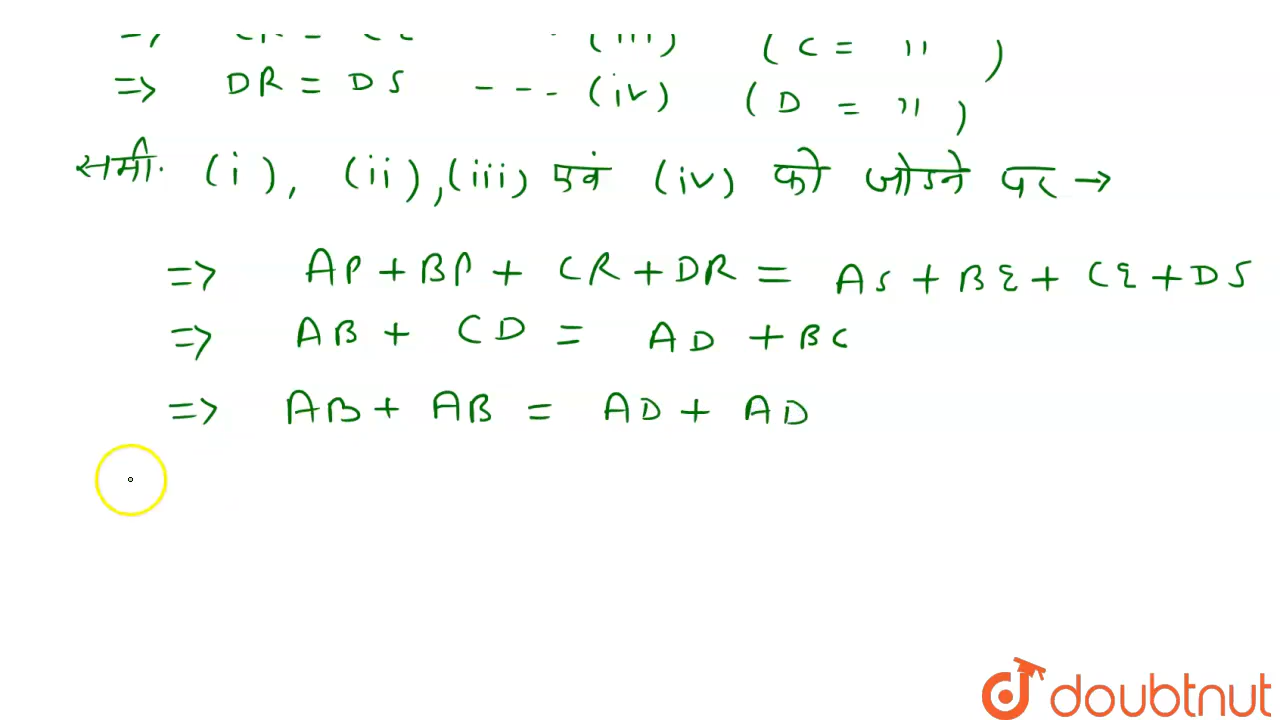 => DR = DS --- (iv) (D = '' )
समी. (i), (ii), (iii) एवं (iv) को जोडने पर →
=> AP + BP + CR + DR = AS + BQ + CQ + DS
=> AB + CD = AD + BC
=> AB + AB = AD + AD
doubtnut